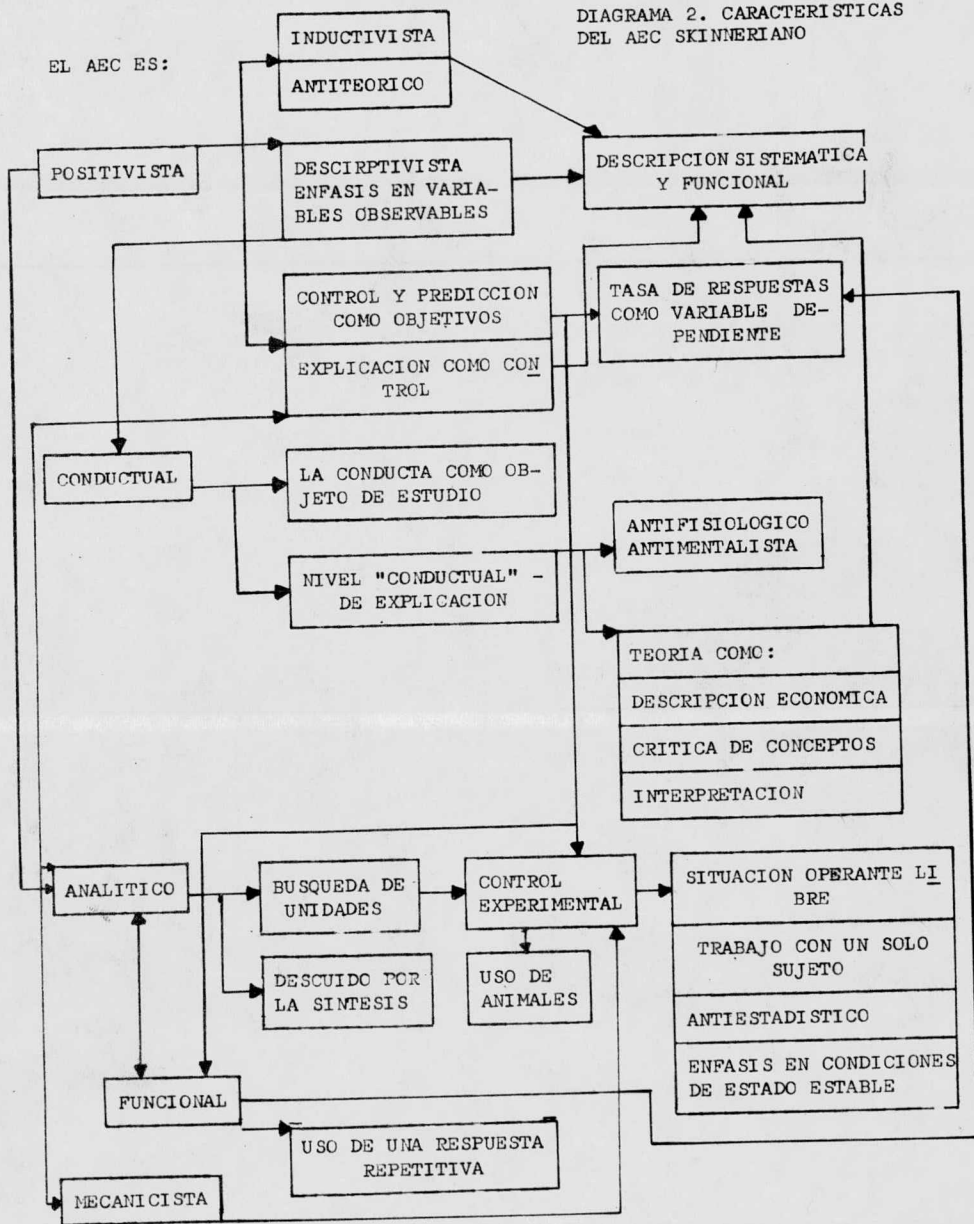 DIAGRAMA 2. CARACTERISTICAS
DEL AEC SKINNERIANO
EL AEC ES:
INDUCTIVISTA
ANTITEORICO
POSITIVISTA
DESCIRPTIVISTA
ENFASIS EN VARIA-
BLES OBSERVABLES
DESCRIPCION SISTEMATICA
Y FUNCIONAL
CONTROL Y PREDICCION
COMO OBJETIVOS
EXPLICACION COMO CON
TROL
TASA DE RESPUESTAS
COMO VARIABLE DE-
PENDIENTE
CONDUCTUAL
LA CONDUCTA COMO OB-
JETO DE ESTUDIO
NIVEL "CONDUCTUAL" -
DE EXPLICACION
ANTIFISIOLOGICO
ANTIMENTALISTA
TEORIA COMO:
DESCRIPCION ECONOMICA
CRITICA DE CONCEPTOS
INTERPRETACION
ANALITICO
BUSQUEDA DE
UNIDADES
CONTROL
EXPERIMENTAL
SITUACION OPERANTE LI
BRE
TRABAJO CON UN SOLO
SUJETO
ANTIESTADISTICO
ENFASIS EN CONDICIONES
DE ESTADO ESTABLE
DESCUIDO POR
LA SINTESIS
USO DE
ANIMALES
FUNCIONAL
USO DE UNA RESPUESTA
REPETITIVA
MECANICISTA